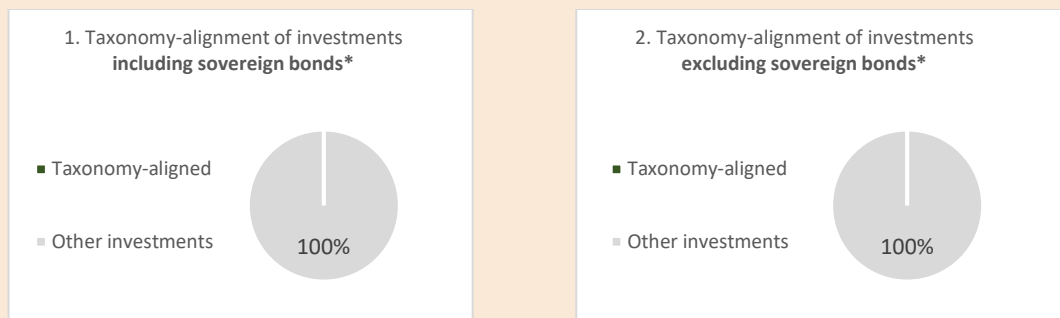 1. Taxonomy-alignment of investments
including sovereign bonds*
Taxonomy-aligned
Other investments
100%
2. Taxonomy-alignment of investments
excluding sovereign bonds*
Taxonomy-aligned
Other investments
100%